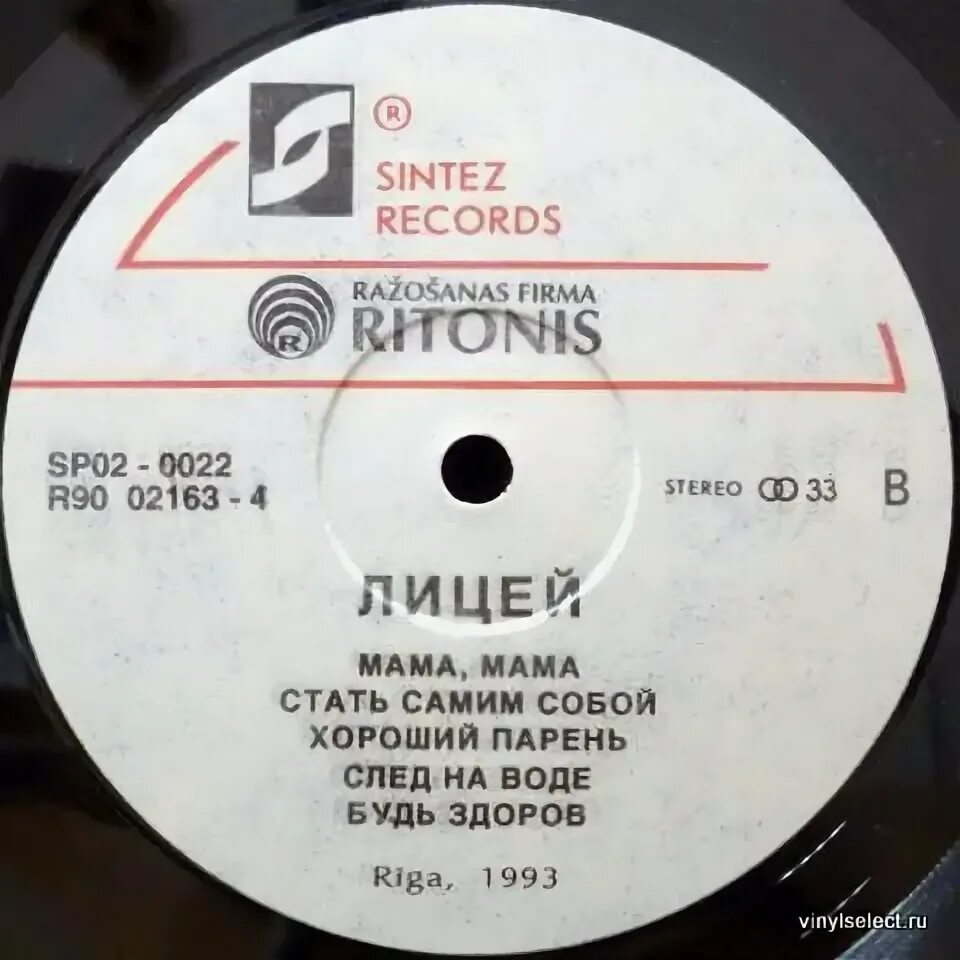 ®
SINTEZ
RECORDS
RAŽOŠANAS FIRMA
RITONIS
R
SP02 - 0022
R90 02163 - 4
STEREO 33 B
ЛИЦЕЙ
МАМА, МАМА
СТАТЬ САМИМ СОБОЙ
ХОРОШИЙ ПАРЕНЬ
СЛЕД НА ВОДЕ
БУДЬ ЗДОРОВ
Riga, 1993
vinylselect.ru